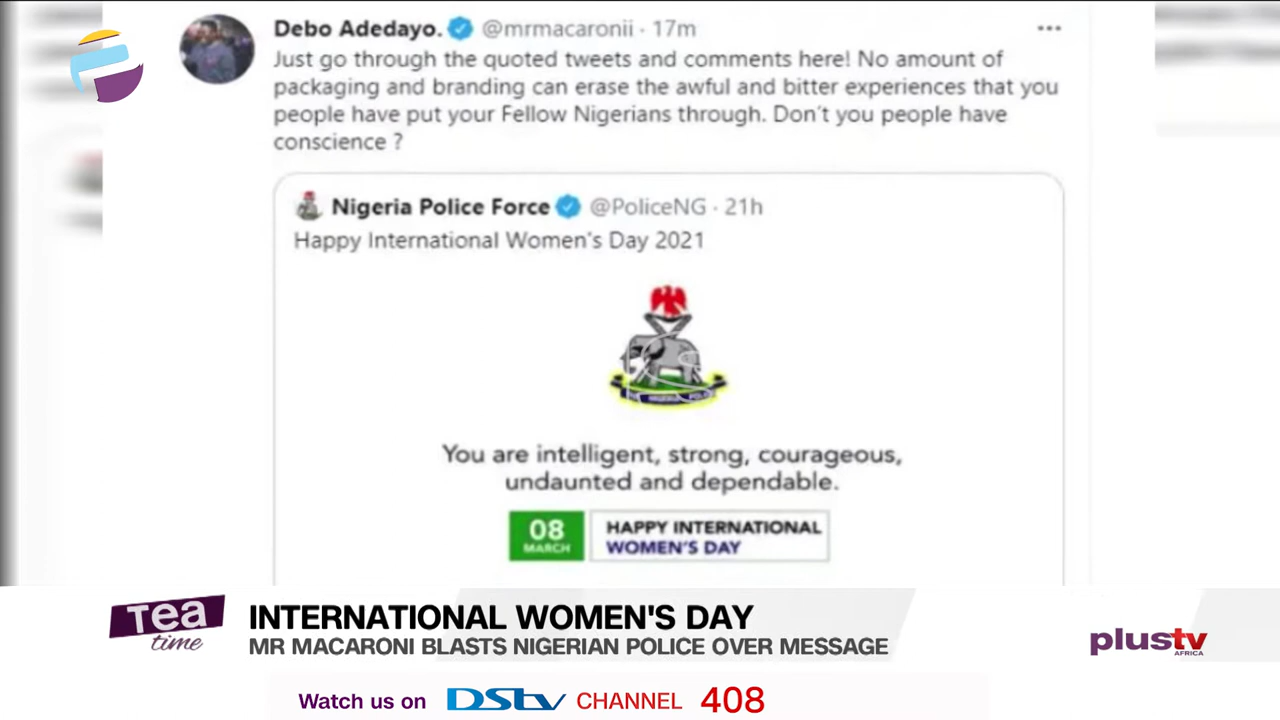 Debo Adedayo. @mrmacaronii · 17m
Just go through the quoted tweets and comments here! No amount of
packaging and branding can erase the awful and bitter experiences that you
people have put your Fellow Nigerians through. Don't you people have
conscience ?
Nigeria Police Force @PoliceNG · 21h
Happy International Women's Day 2021
You are intelligent, strong, courageous,
undaunted and dependable.
08
MARCH
HAPPY INTERNATIONAL
WOMEN'S DAY
Tea
time
INTERNATIONAL WOMEN'S DAY
MR MACARONI BLASTS NIGERIAN POLICE OVER MESSAGE
plustv
AFRICA
Watch us on DStv CHANNEL 408